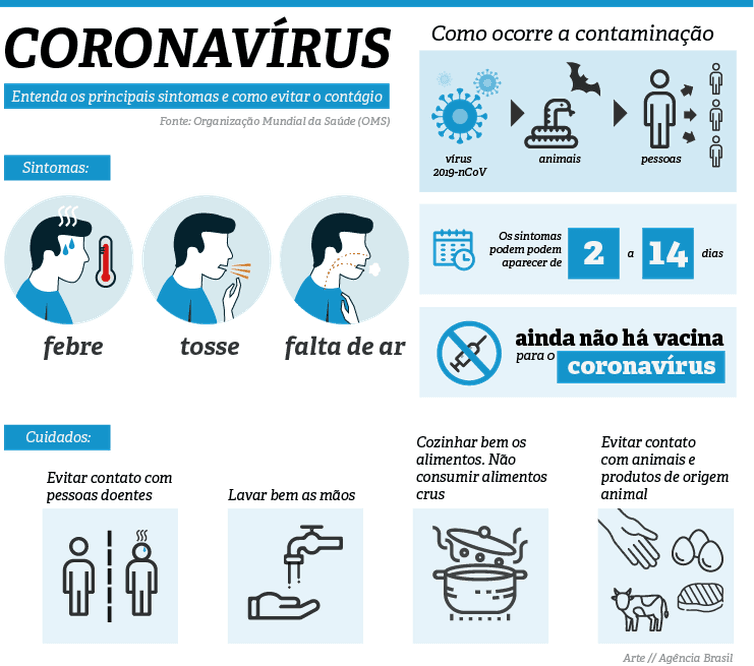 CORONAVÍRUS
Entenda os principais sintomas e como evitar o contágio
Fonte: Organização Mundial da Saúde (OMS)
Sintomas:
febre
tosse
falta de ar
Como ocorre a contaminação
vírus
2019-nCoV
animais
pessoas
Os sintomas
podem podem
aparecer de
2
a
14
dias
ainda não há vacina
para o
coronavírus
Cuidados:
Evitar contato com
pessoas doentes
Lavar bem as mãos
Cozinhar bem os
alimentos. Não
consumir alimentos
crus
Evitar contato
com animais e
produtos de origem
animal
Arte // Agência Brasil